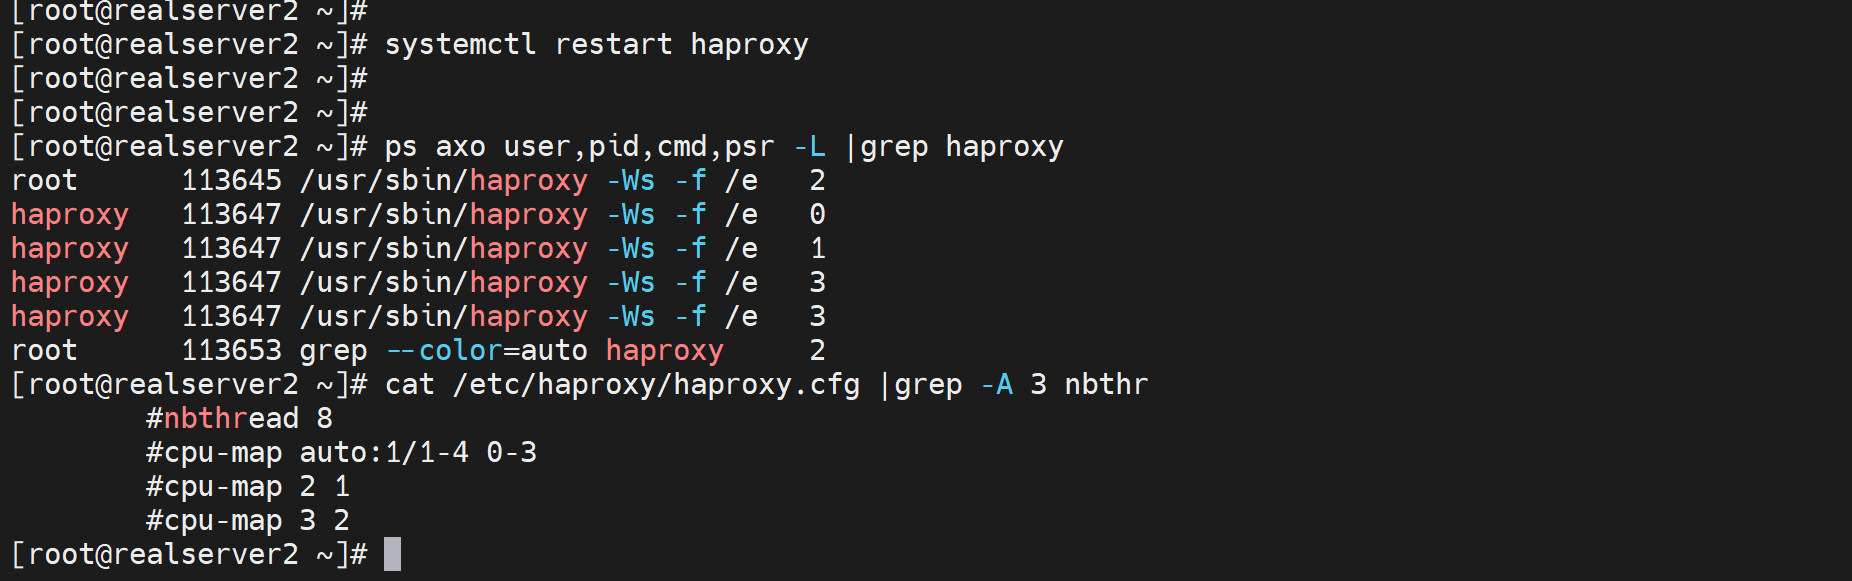 [root@realserver2 ~]#
[root@realserver2 ~]# systemctl restart haproxy
[root@realserver2 ~]#
[root@realserver2 ~]#
[root@realserver2 ~]# ps axo user,pid,cmd,psr -L |grep haproxy
root      113645 /usr/sbin/haproxy -Ws -f /e   2
haproxy   113647 /usr/sbin/haproxy -Ws -f /e   0
haproxy   113647 /usr/sbin/haproxy -Ws -f /e   1
haproxy   113647 /usr/sbin/haproxy -Ws -f /e   3
haproxy   113647 /usr/sbin/haproxy -Ws -f /e   3
root      113653 grep --color=auto haproxy     2
[root@realserver2 ~]# cat /etc/haproxy/haproxy.cfg |grep -A 3 nbthr
        #nbthread 8
        #cpu-map auto:1/1-4 0-3
        #cpu-map 2 1
        #cpu-map 3 2
[root@realserver2 ~]#